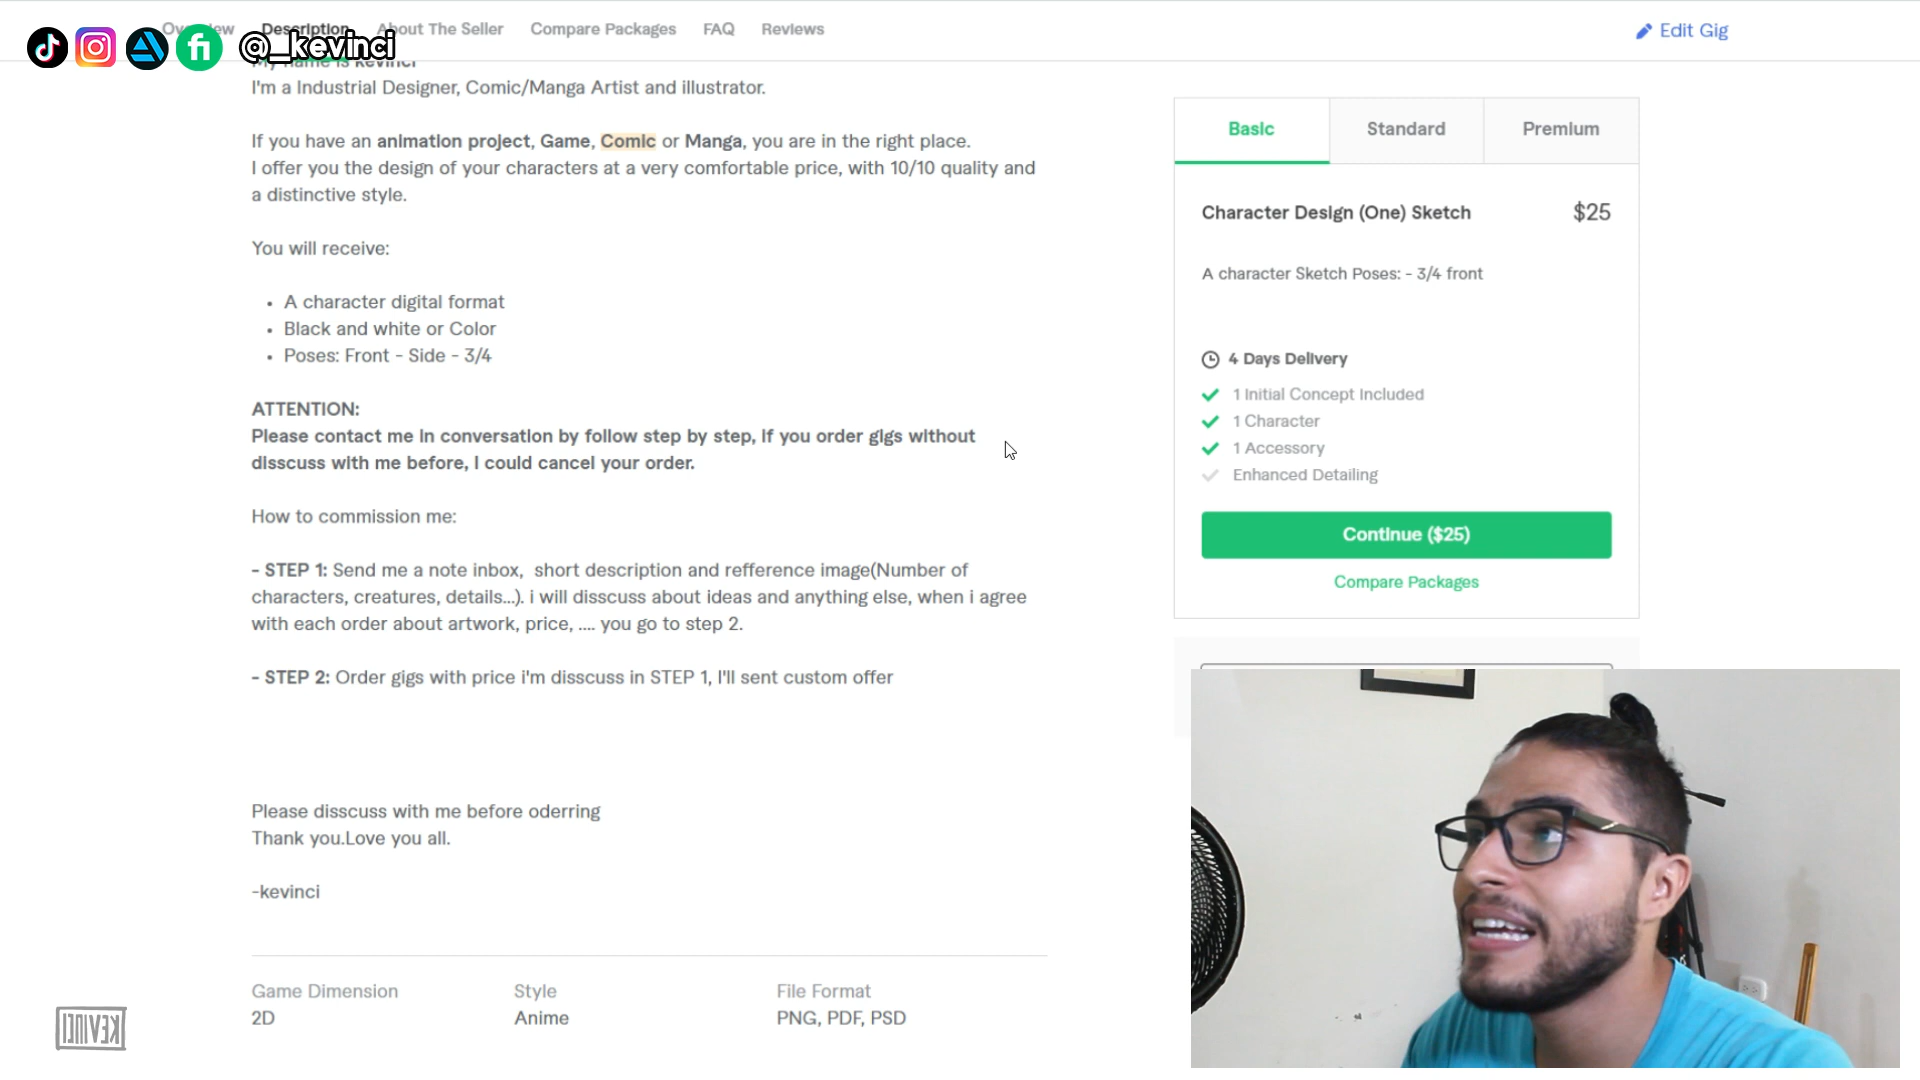 Overview Description About The Seller Compare Packages FAQ Reviews
Edit Gig
@_kevinci
My name is kevinci
I'm a Industrial Designer, Comic/Manga Artist and illustrator.
If you have an animation project, Game, Comic or Manga, you are in the right place.
I offer you the design of your characters at a very comfortable price, with 10/10 quality and
a distinctive style.
You will receive:
• A character digital format
• Black and white or Color
• Poses: Front - Side - 3/4
ATTENTION:
Please contact me in conversation by follow step by step, if you order gigs without
disscuss with me before, I could cancel your order.
How to commission me:
- STEP 1: Send me a note inbox, short description and refference image(Number of
characters, creatures, details...). i will disscuss about ideas and anything else, when i agree
with each order about artwork, price, .... you go to step 2.
- STEP 2: Order gigs with price i'm disscuss in STEP 1, I'll sent custom offer
Please disscuss with me before oderring
Thank you.Love you all.
-kevinci
Game Dimension
2D
Style
Anime
File Format
PNG, PDF, PSD
Basic Standard Premium
Character Design (One) Sketch $25
A character Sketch Poses: - 3/4 front
4 Days Delivery
1 Initial Concept Included
1 Character
1 Accessory
Enhanced Detailing
Continue ($25)
Compare Packages
fi
KEVINCI